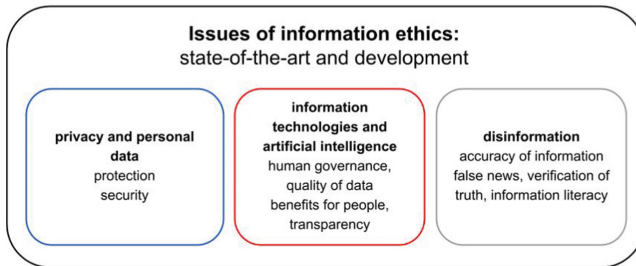 Issues of information ethics:
state-of-the-art and development
privacy and personal
data
protection
security
information
technologies and
artificial intelligence
human governance,
quality of data
benefits for people,
transparency
disinformation
accuracy of information
false news, verification of
truth, information literacy